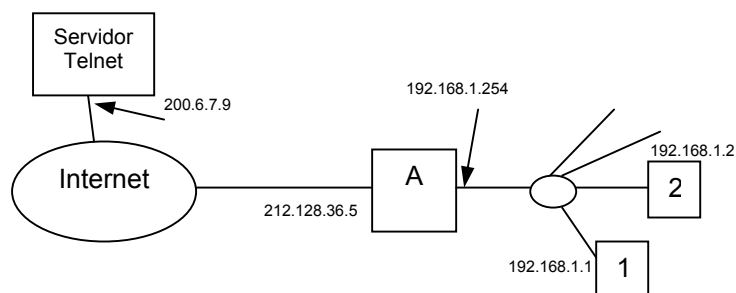 Servidor
Telnet
200.6.7.9
192.168.1.254
Internet
A
192.168.1.2
2
212.128.36.5
192.168.1.1
1